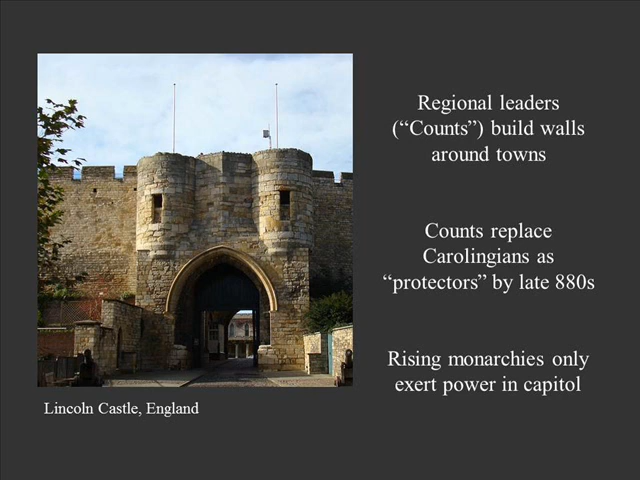 Regional leaders
(“Counts”) build walls
around towns
Counts replace
Carolingians as
“protectors” by late 880s
Rising monarchies only
exert power in capitol
Lincoln Castle, England